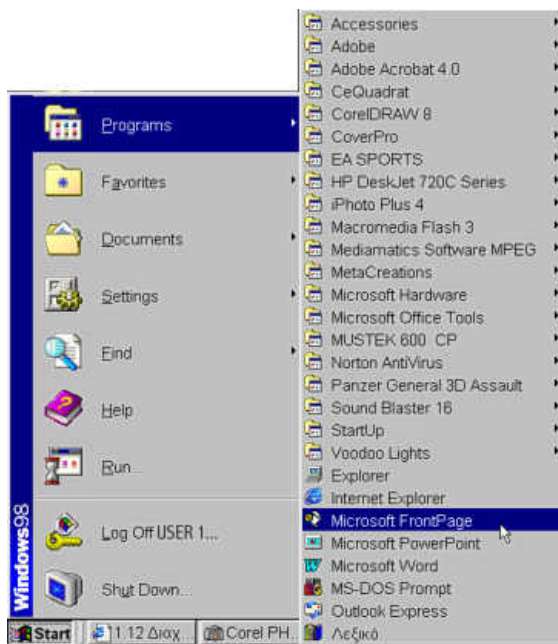 Programs
Favorites
Documents
Settings
Find
Help
Run...
Log Off USER 1...
Shut Down...
Windows98
Start
11.12 Διαχ...
Corel PH...
Accessories
Adobe
Adobe Acrobat 4.0
CeQuadrat
CorelDRAW 8
CoverPro
EA SPORTS
HP DeskJet 720C Series
iPhoto Plus 4
Macromedia Flash 3
Mediamatics Software MPEG
MetaCreations
Microsoft Hardware
Microsoft Office Tools
MUSTEK 600 CP
Norton AntiVirus
Panzer General 3D Assault
Sound Blaster 16
StartUp
Voodoo Lights
Explorer
Internet Explorer
Microsoft FrontPage
Microsoft PowerPoint
Microsoft Word
MS-DOS Prompt
Outlook Express
Λεξικό